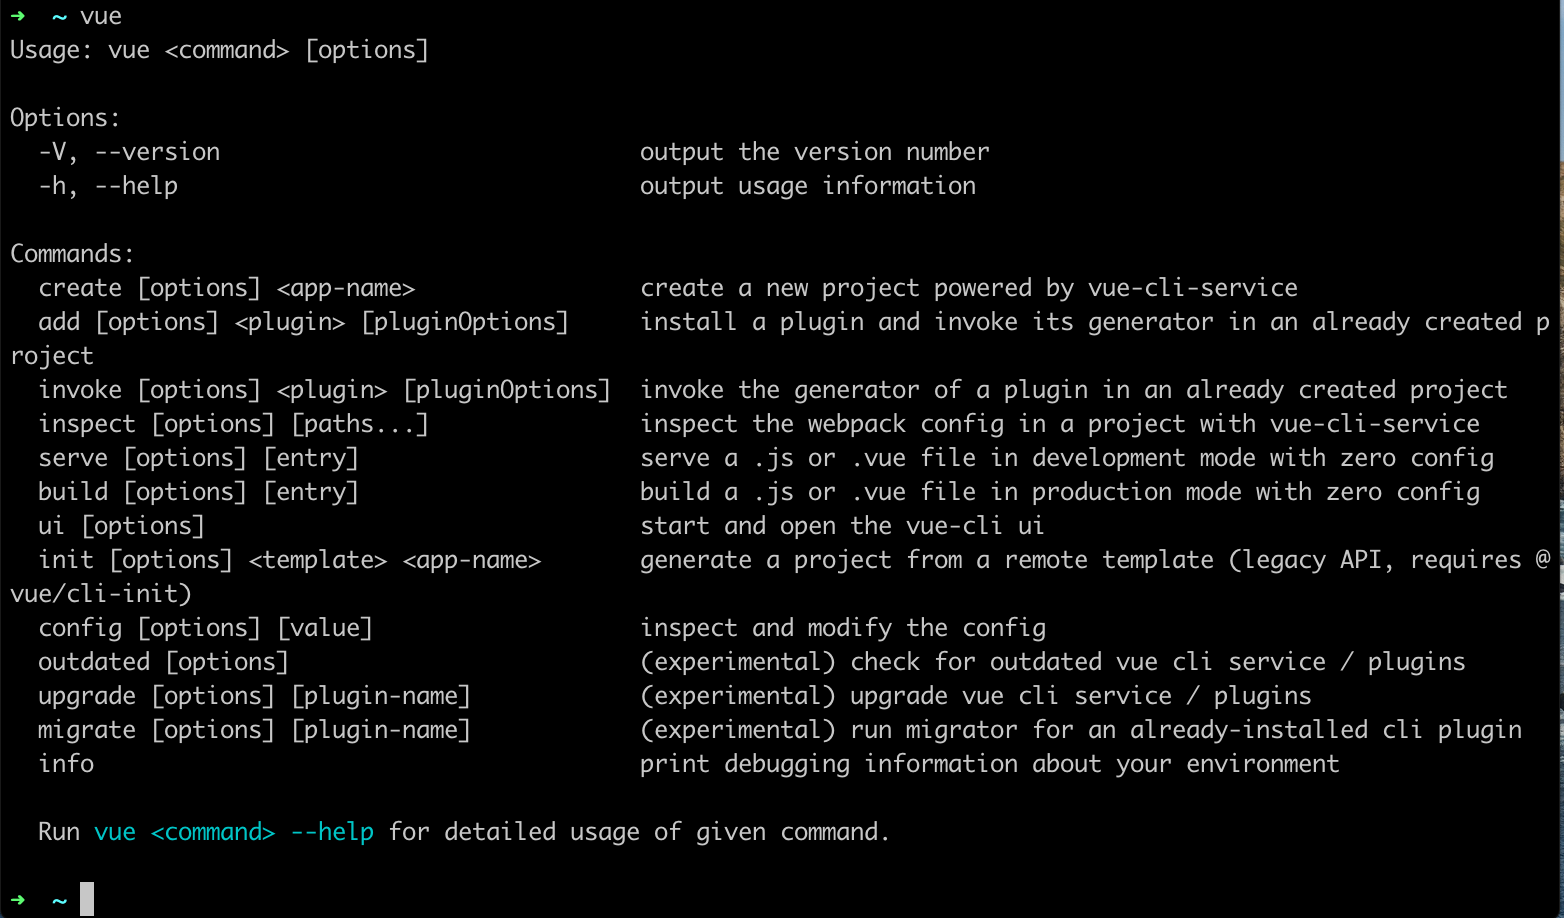 ➜  ~ vue
Usage: vue <command> [options]

Options:
  -V, --version                              output the version number
  -h, --help                                 output usage information

Commands:
  create [options] <app-name>                create a new project powered by vue-cli-service
  add [options] <plugin> [pluginOptions]     install a plugin and invoke its generator in an already created p
roject
  invoke [options] <plugin> [pluginOptions]  invoke the generator of a plugin in an already created project
  inspect [options] [paths...]               inspect the webpack config in a project with vue-cli-service
  serve [options] [entry]                    serve a .js or .vue file in development mode with zero config
  build [options] [entry]                    build a .js or .vue file in production mode with zero config
  ui [options]                               start and open the vue-cli ui
  init [options] <template> <app-name>       generate a project from a remote template (legacy API, requires @
vue/cli-init)
  config [options] [value]                   inspect and modify the config
  outdated [options]                         (experimental) check for outdated vue cli service / plugins
  upgrade [options] [plugin-name]            (experimental) upgrade vue cli service / plugins
  migrate [options] [plugin-name]            (experimental) run migrator for an already-installed cli plugin
  info                                       print debugging information about your environment

  Run vue <command> --help for detailed usage of given command.

➜  ~